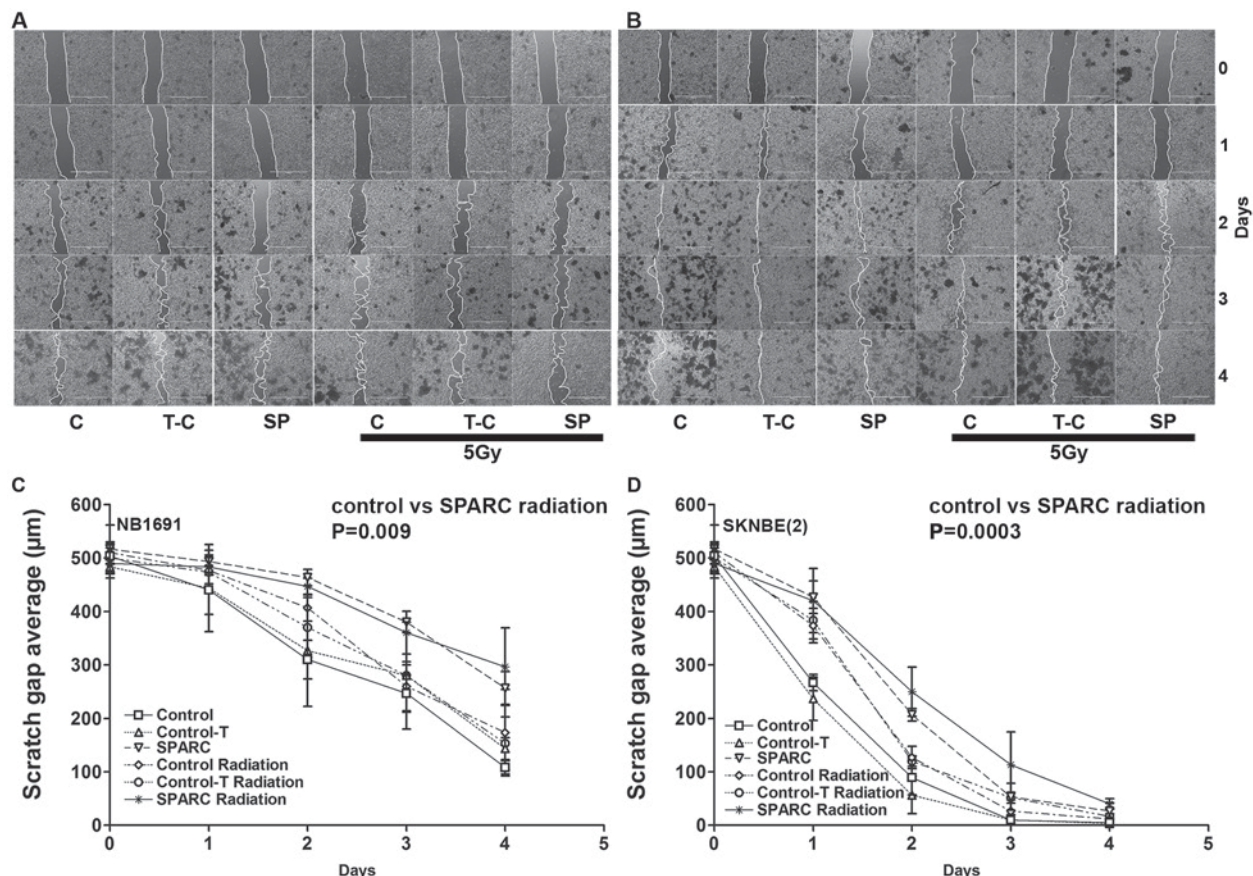 A
B
0
1
2
3
4
Days
C T-C SP C T-C SP
5Gy
C T-C SP C T-C SP
5Gy
C
control vs SPARC radiation
P=0.009
NB1691
Scratch gap average (µm)
600
500
400
300
200
100
0
Control
Control-T
SPARC
Control Radiation
Control-T Radiation
SPARC Radiation
0 1 2 3 4 5
Days
D
control vs SPARC radiation
P=0.0003
SKNBE(2)
Scratch gap average (µm)
600
500
400
300
200
100
0
Control
Control-T
SPARC
Control Radiation
Control-T Radiation
SPARC Radiation
0 1 2 3 4 5
Days